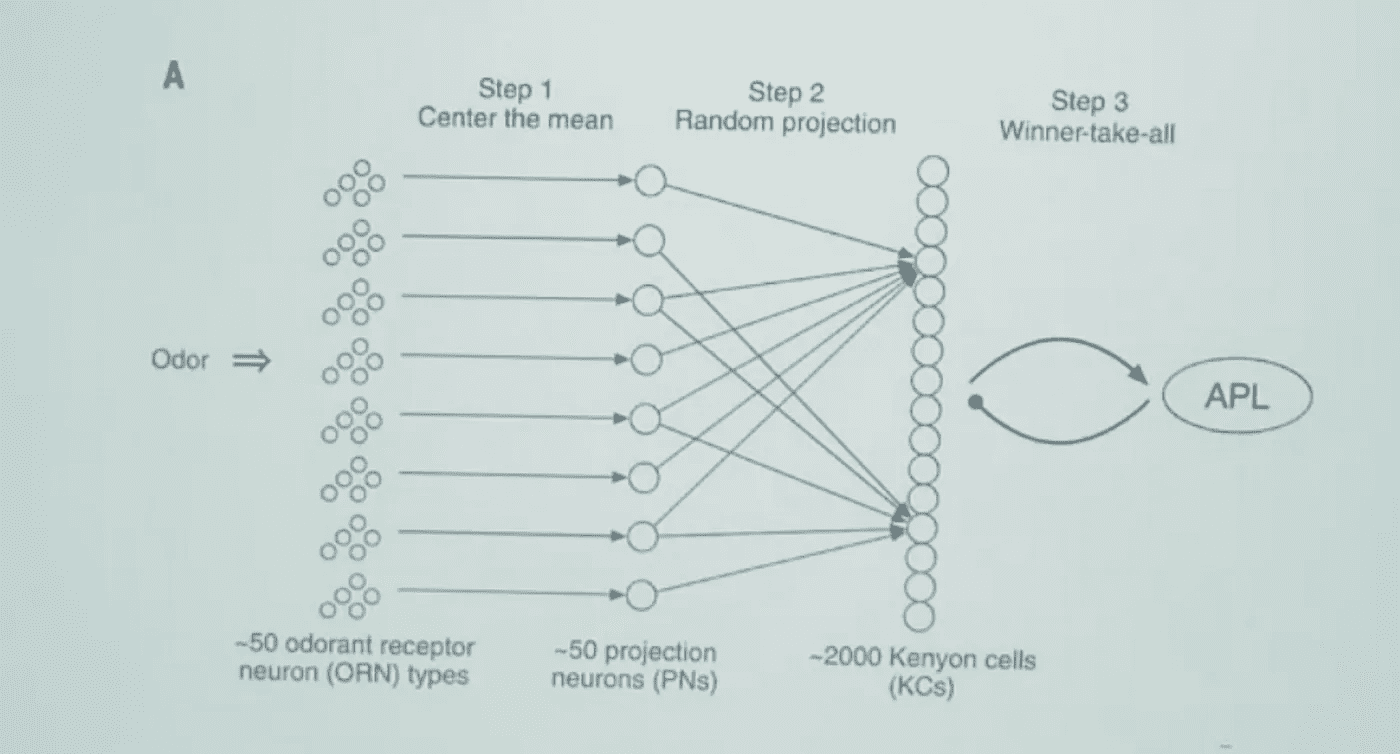 A
Step 1
Center the mean
Step 2
Random projection
Step 3
Winner-take-all
Odor ⇒
APL
~50 odorant receptor
neuron (ORN) types
~50 projection
neurons (PNs)
~2000 Kenyon cells
(KCs)